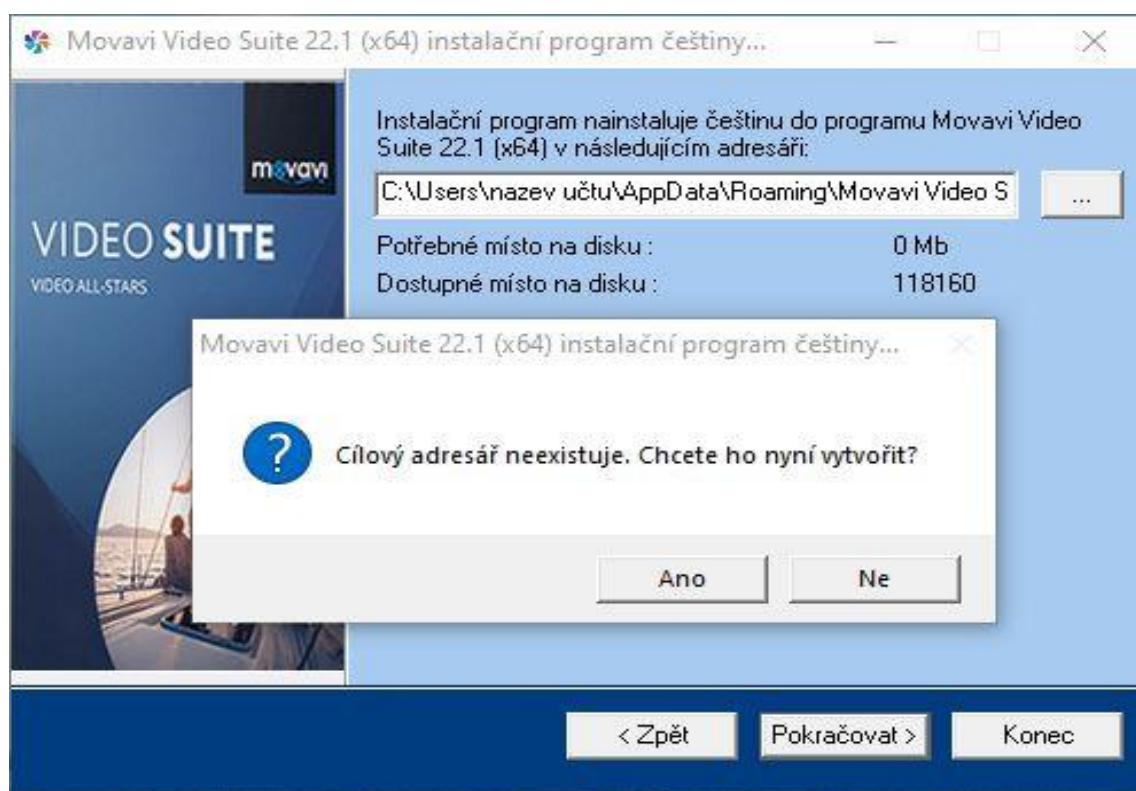 Movavi Video Suite 22.1 (x64) instalační program češtiny...
Instalační program nainstaluje češtinu do programu Movavi Video
Suite 22.1 (x64) v následujícím adresáři:
movavi
C:\Users\nazev učtu\AppData\Roaming\Movavi Video S
...
VIDEO SUITE
VIDEO ALL-STARS
Potřebné místo na disku : 0 Mb
Dostupné místo na disku : 118160
Movavi Video Suite 22.1 (x64) instalační program češtiny...
Cílový adresář neexistuje. Chcete ho nyní vytvořit?
Ano
Ne
< Zpět
Pokračovat >
Konec